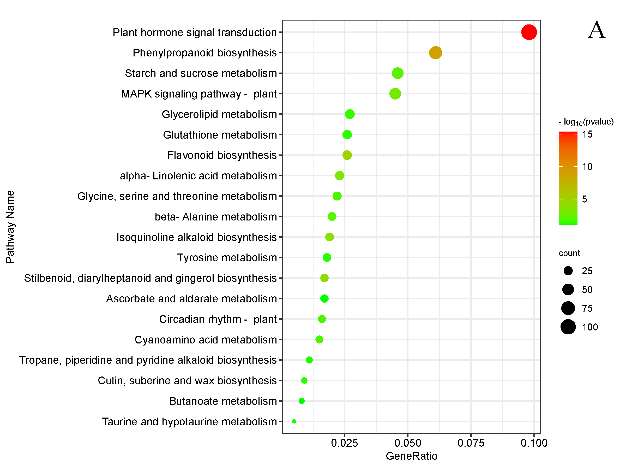 A
Plant hormone signal transduction
Phenylpropanoid biosynthesis
Starch and sucrose metabolism
MAPK signaling pathway - plant
Glycerolipid metabolism
Glutathione metabolism
Flavonoid biosynthesis
alpha- Linolenic acid metabolism
Glycine, serine and threonine metabolism
beta- Alanine metabolism
Isoquinoline alkaloid biosynthesis
Tyrosine metabolism
Stilbenoid, diarylheptanoid and gingerol biosynthesis
Ascorbate and aldarate metabolism
Circadian rhythm - plant
Cyanoamino acid metabolism
Tropane, piperidine and pyridine alkaloid biosynthesis
Cutin, suberine and wax biosynthesis
Butanoate metabolism
Taurine and hypotaurine metabolism
Pathway Name
0.025 0.050 0.075 0.100
GeneRatio
- log10(pvalue)
15
10
5
count
25
50
75
100